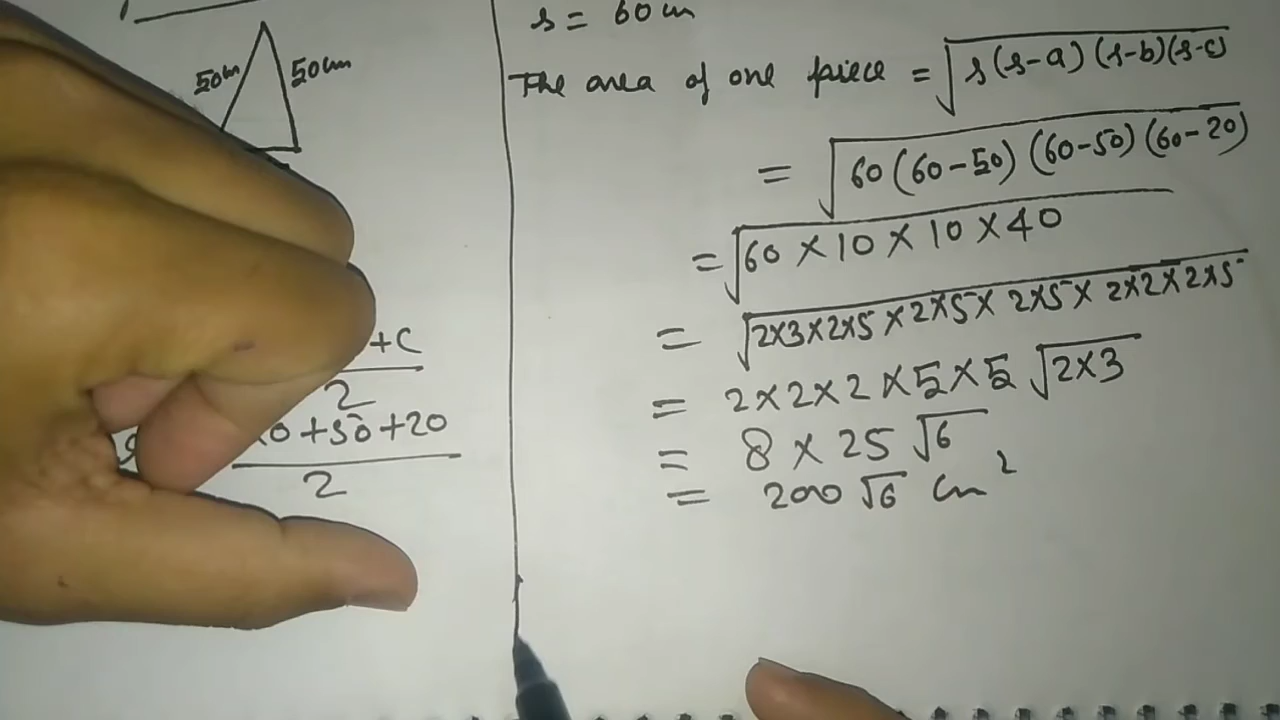 50cm 50cm
+C
2
0+50+20
2
s = 60 cm
The area of one piece = √s(s-a)(s-b)(s-c)
= √60(60-50)(60-50)(60-20)
= √60×10×10×40
= √2×3×2×5×2×5×2×5×2×2×2×5
= 2×2×2×5×5√2×3
= 8×25√6
= 200√6 cm²